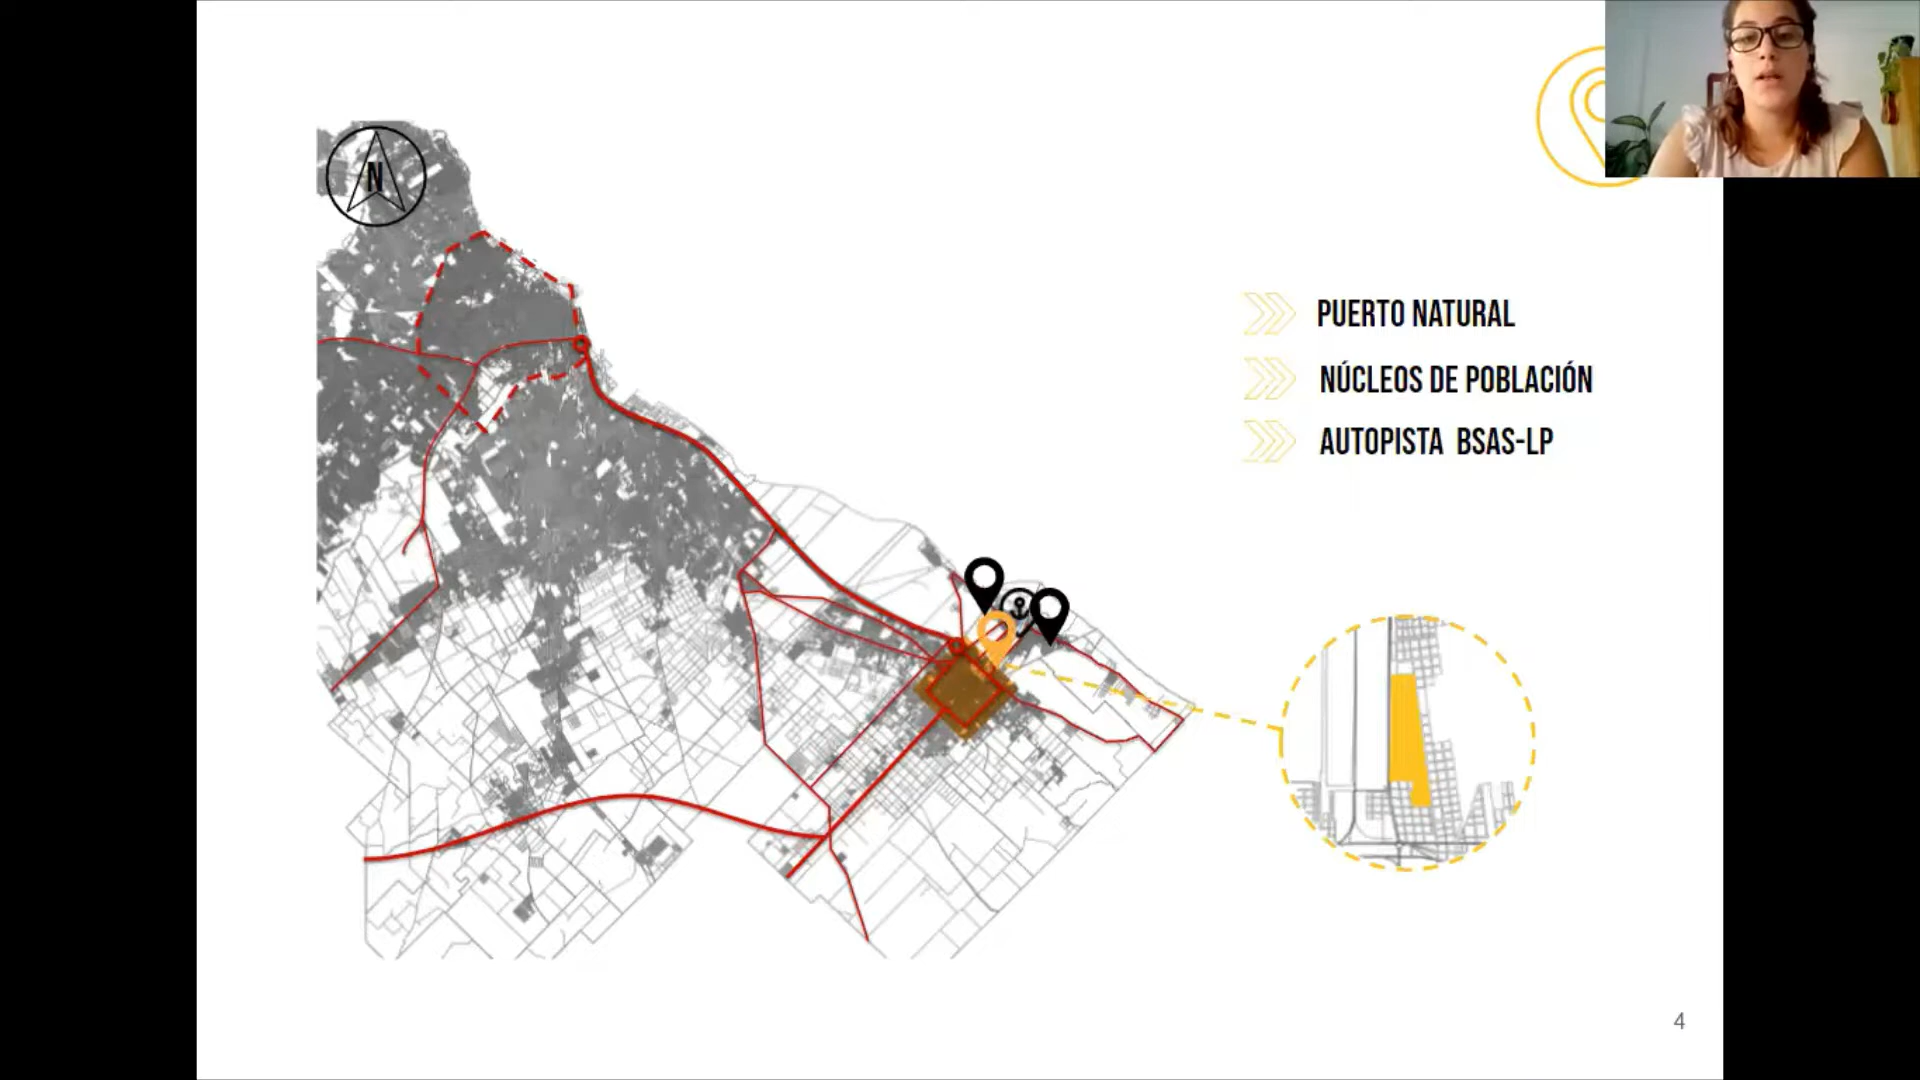 N
PUERTO NATURAL
NÚCLEOS DE POBLACIÓN
AUTOPISTA BSAS-LP
4